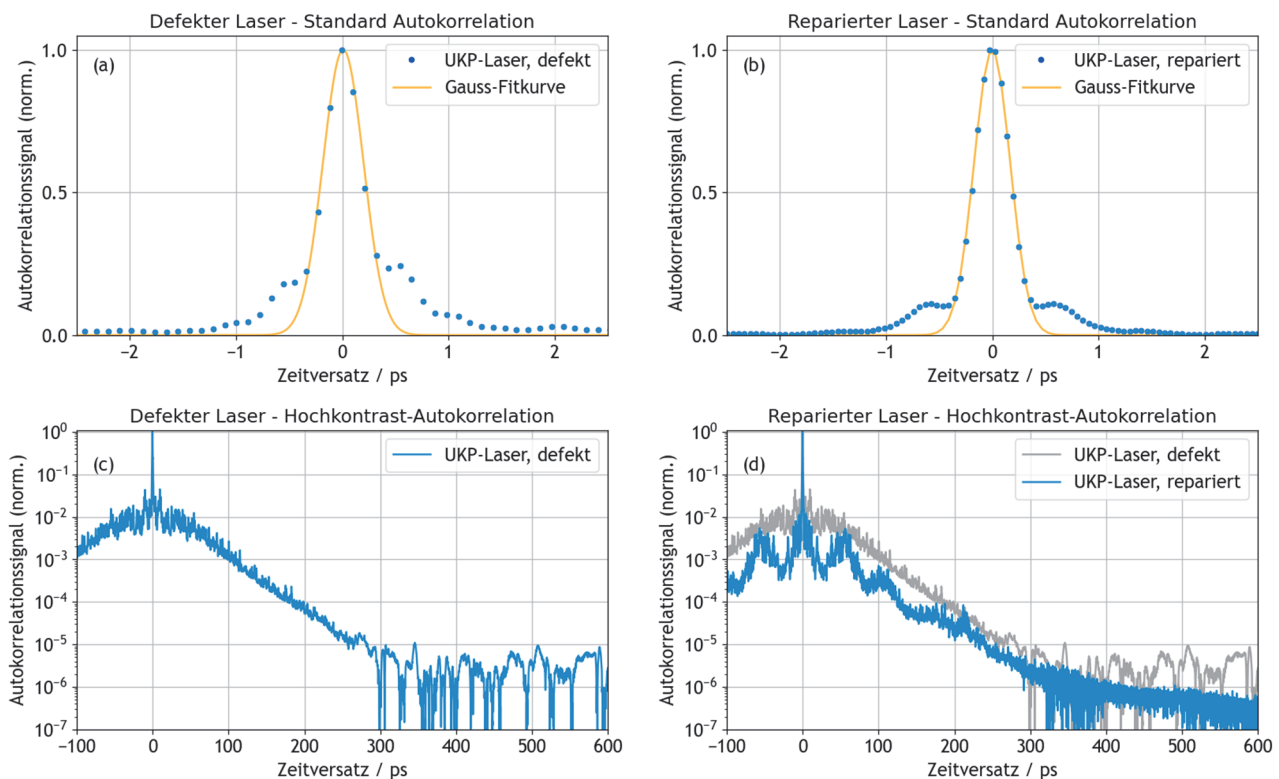 Defekter Laser - Standard Autokorrelation
(a)
UKP-Laser, defekt
Gauss-Fitkurve
Autokorrelationssignal (norm.)
1.0
0.5
0.0
−2
−1
0
1
2
Zeitversatz / ps
Reparierter Laser - Standard Autokorrelation
(b)
UKP-Laser, repariert
Gauss-Fitkurve
Autokorrelationssignal (norm.)
1.0
0.5
0.0
−2
−1
0
1
2
Zeitversatz / ps
Defekter Laser - Hochkontrast-Autokorrelation
(c)
UKP-Laser, defekt
Autokorrelationssignal (norm.)
10⁰
10⁻¹
10⁻²
10⁻³
10⁻⁴
10⁻⁵
10⁻⁶
10⁻⁷
−100
0
100
200
300
400
500
600
Zeitversatz / ps
Reparierter Laser - Hochkontrast-Autokorrelation
(d)
UKP-Laser, defekt
UKP-Laser, repariert
Autokorrelationssignal (norm.)
10⁰
10⁻¹
10⁻²
10⁻³
10⁻⁴
10⁻⁵
10⁻⁶
10⁻⁷
−100
0
100
200
300
400
500
600
Zeitversatz / ps